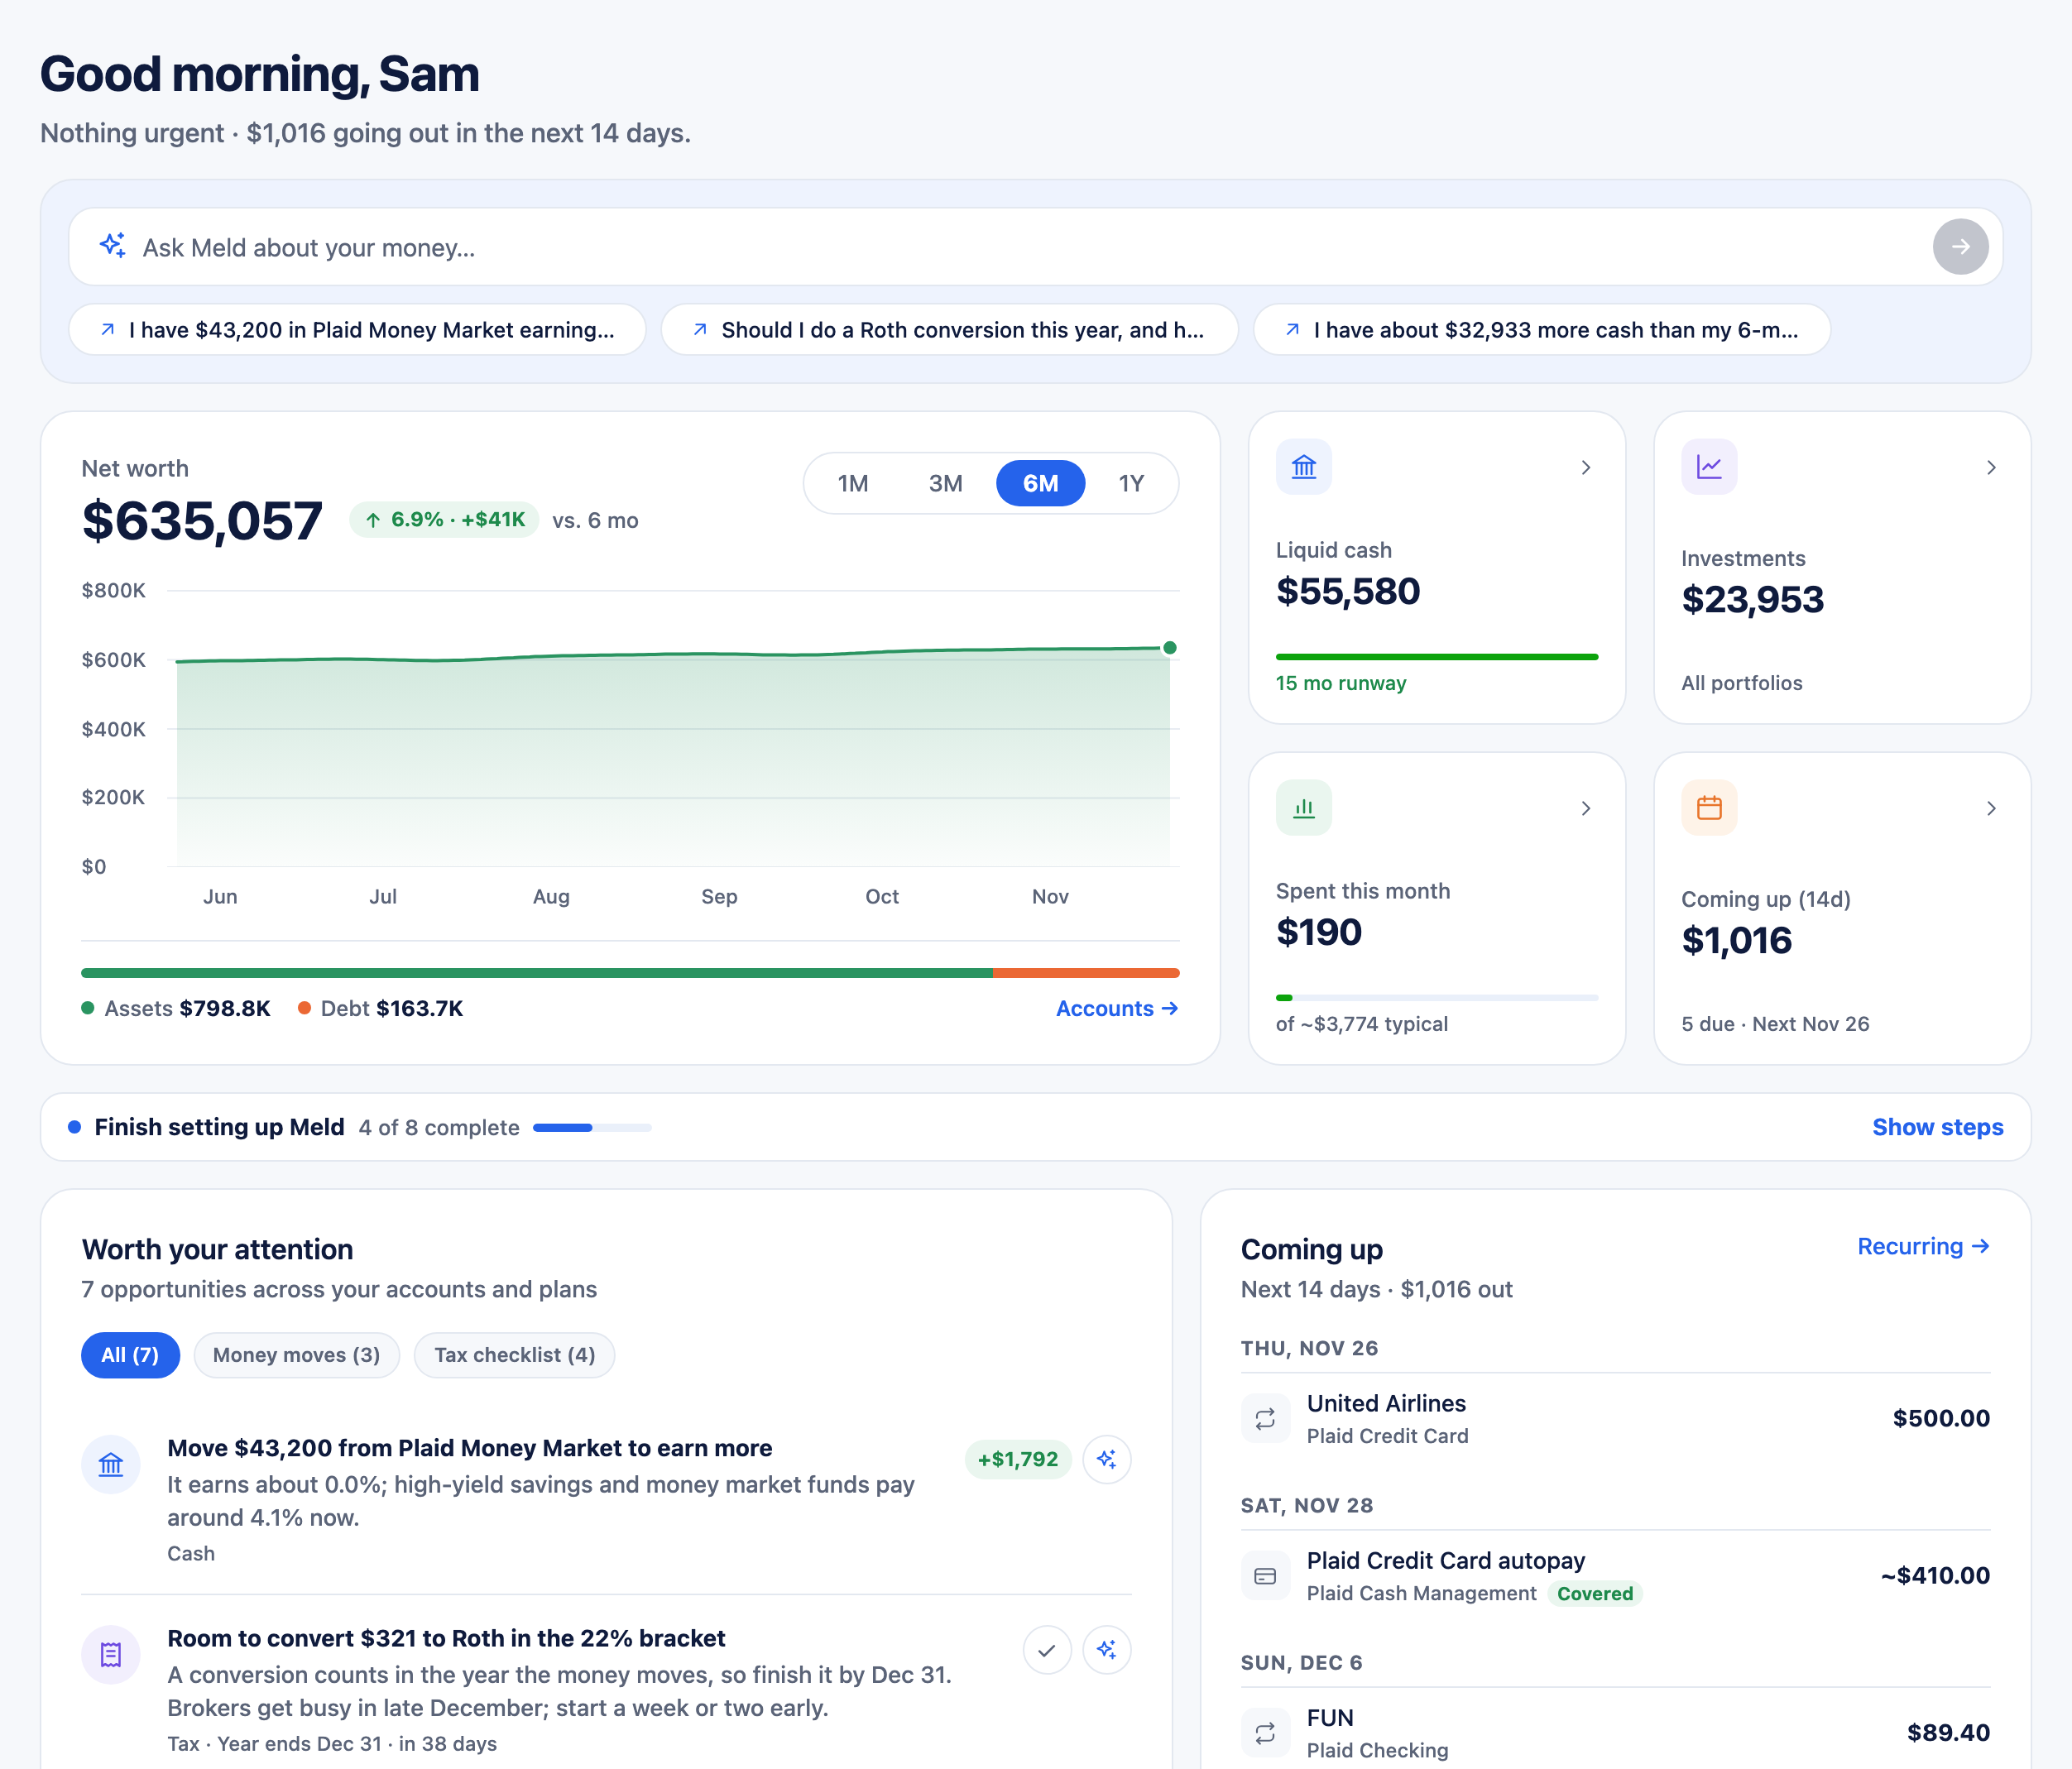 Good morning, Sam
Nothing urgent · $1,016 going out in the next 14 days.
Ask Meld about your money...
I have $43,200 in Plaid Money Market earning...
Should I do a Roth conversion this year, and h...
I have about $32,933 more cash than my 6-m...
Net worth
$635,057
↑ 6.9% · +$41K
vs. 6 mo
1M
3M
6M
1Y
$800K
$600K
$400K
$200K
$0
Jun
Jul
Aug
Sep
Oct
Nov
Assets $798.8K
Debt $163.7K
Accounts →
Liquid cash
$55,580
15 mo runway
Investments
$23,953
All portfolios
Spent this month
$190
of ~$3,774 typical
Coming up (14d)
$1,016
5 due · Next Nov 26
Finish setting up Meld
4 of 8 complete
Show steps
Worth your attention
7 opportunities across your accounts and plans
All (7)
Money moves (3)
Tax checklist (4)
Move $43,200 from Plaid Money Market to earn more
+$1,792
It earns about 0.0%; high-yield savings and money market funds pay
around 4.1% now.
Cash
Room to convert $321 to Roth in the 22% bracket
A conversion counts in the year the money moves, so finish it by Dec 31.
Brokers get busy in late December; start a week or two early.
Tax · Year ends Dec 31 · in 38 days
Coming up
Recurring →
Next 14 days · $1,016 out
THU, NOV 26
United Airlines
Plaid Credit Card
$500.00
SAT, NOV 28
Plaid Credit Card autopay
Plaid Cash Management
Covered
~$410.00
SUN, DEC 6
FUN
Plaid Checking
$89.40